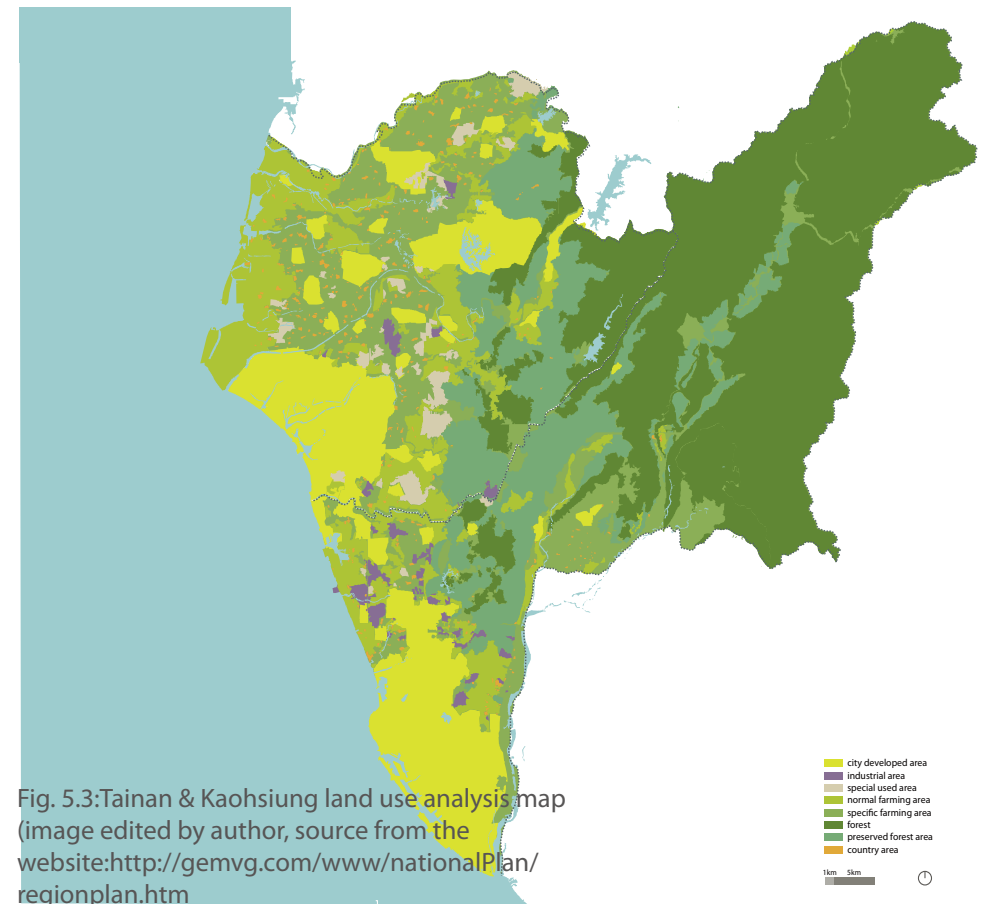 city developed area
industrial area
special used area
normal farming area
specific farming area
forest
preserved forest area
country area
1km 5km
Fig. 5.3:Tainan & Kaohsiung land use analysis map
(image edited by author, source from the
website:http://gemvg.com/www/nationalPlan/
regionplan.htm